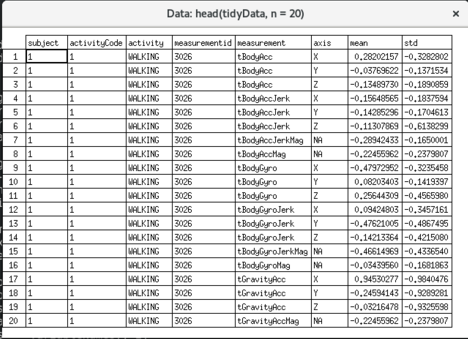 Data: head(tidyData, n = 20)
subject activityCode activity measurementid measurement axis mean std
1 1 1 WALKING 3026 tBodyAcc X 0.28202157 -0.3282802
2 1 1 WALKING 3026 tBodyAcc Y -0.03769622 -0.1371534
3 1 1 WALKING 3026 tBodyAcc Z -0.13489730 -0.1890859
4 1 1 WALKING 3026 tBodyAccJerk X -0.15648565 -0.1837594
5 1 1 WALKING 3026 tBodyAccJerk Y -0.14285296 -0.1704613
6 1 1 WALKING 3026 tBodyAccJerk Z -0.11307869 -0.6138299
7 1 1 WALKING 3026 tBodyAccJerkMag NA -0.28942433 -0.1650001
8 1 1 WALKING 3026 tBodyAccMag NA -0.22455962 -0.2379807
9 1 1 WALKING 3026 tBodyGyro X -0.47972952 -0.3235458
10 1 1 WALKING 3026 tBodyGyro Y 0.08203403 -0.1419397
11 1 1 WALKING 3026 tBodyGyro Z 0.25644309 -0.4565980
12 1 1 WALKING 3026 tBodyGyroJerk X 0.09424803 -0.3457161
13 1 1 WALKING 3026 tBodyGyroJerk Y -0.47621005 -0.4867495
14 1 1 WALKING 3026 tBodyGyroJerk Z -0.14213364 -0.4215080
15 1 1 WALKING 3026 tBodyGyroJerkMag NA -0.46614969 -0.4336540
16 1 1 WALKING 3026 tBodyGyroMag NA -0.03439560 -0.1681863
17 1 1 WALKING 3026 tGravityAcc X 0.94530277 -0.9840476
18 1 1 WALKING 3026 tGravityAcc Y -0.24594143 -0.9289281
19 1 1 WALKING 3026 tGravityAcc Z -0.03216478 -0.9325598
20 1 1 WALKING 3026 tGravityAccMag NA -0.22455962 -0.2379807